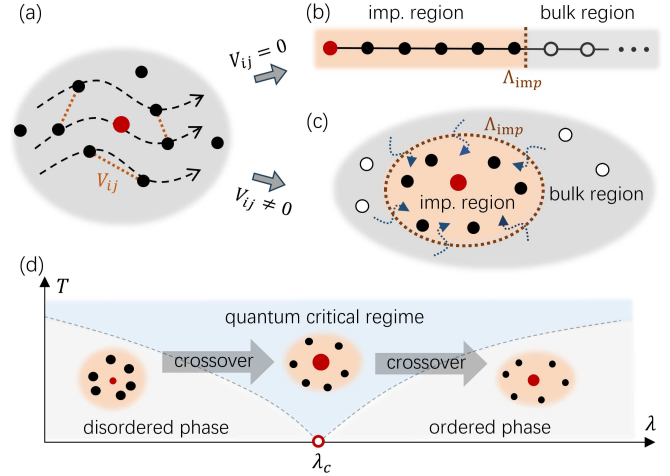 (a)
V_ij
V_ij = 0
V_ij ≠ 0
(b)
imp. region
bulk region
Λ_imp
(c)
Λ_imp
imp. region
bulk region
(d)
T
quantum critical regime
crossover
crossover
disordered phase
ordered phase
λ_c
λ